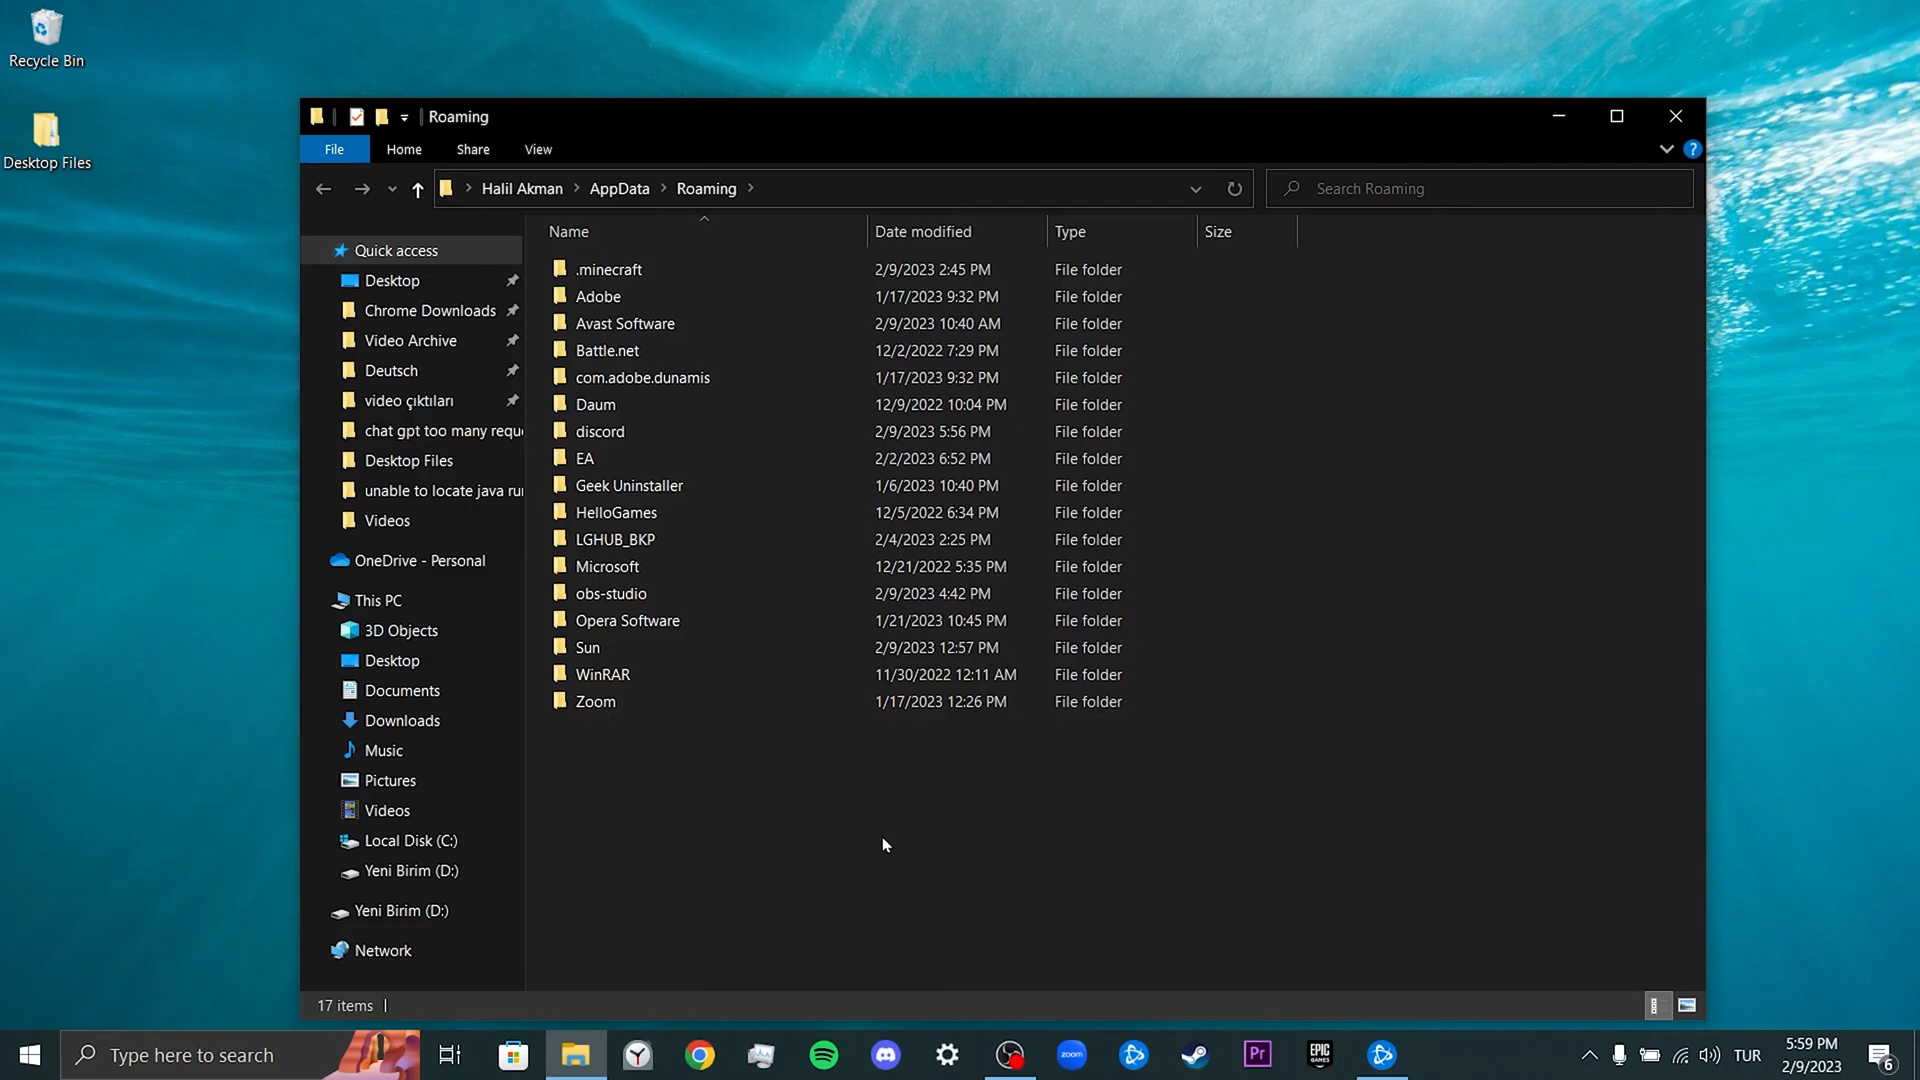 Recycle Bin
Desktop Files
Roaming
File Home Share View
Halil Akman AppData Roaming Search Roaming
Name Date modified Type Size
Quick access
Desktop
Chrome Downloads
Video Archive
Deutsch
video çıktıları
chat gpt too many requ
Desktop Files
unable to locate java ru
Videos
OneDrive - Personal
This PC
3D Objects
Desktop
Documents
Downloads
Music
Pictures
Videos
Local Disk (C:)
Yeni Birim (D:)
Yeni Birim (D:)
Network
.minecraft 2/9/2023 2:45 PM File folder
Adobe 1/17/2023 9:32 PM File folder
Avast Software 2/9/2023 10:40 AM File folder
Battle.net 12/2/2022 7:29 PM File folder
com.adobe.dunamis 1/17/2023 9:32 PM File folder
Daum 12/9/2022 10:04 PM File folder
discord 2/9/2023 5:56 PM File folder
EA 2/2/2023 6:52 PM File folder
Geek Uninstaller 1/6/2023 10:40 PM File folder
HelloGames 12/5/2022 6:34 PM File folder
LGHUB_BKP 2/4/2023 2:25 PM File folder
Microsoft 12/21/2022 5:35 PM File folder
obs-studio 2/9/2023 4:42 PM File folder
Opera Software 1/21/2023 10:45 PM File folder
Sun 2/9/2023 12:57 PM File folder
WinRAR 11/30/2022 12:11 AM File folder
Zoom 1/17/2023 12:26 PM File folder
17 items
Type here to search
zoom
Pr
EPIC
GAMES
TUR
5:59 PM
2/9/2023
6